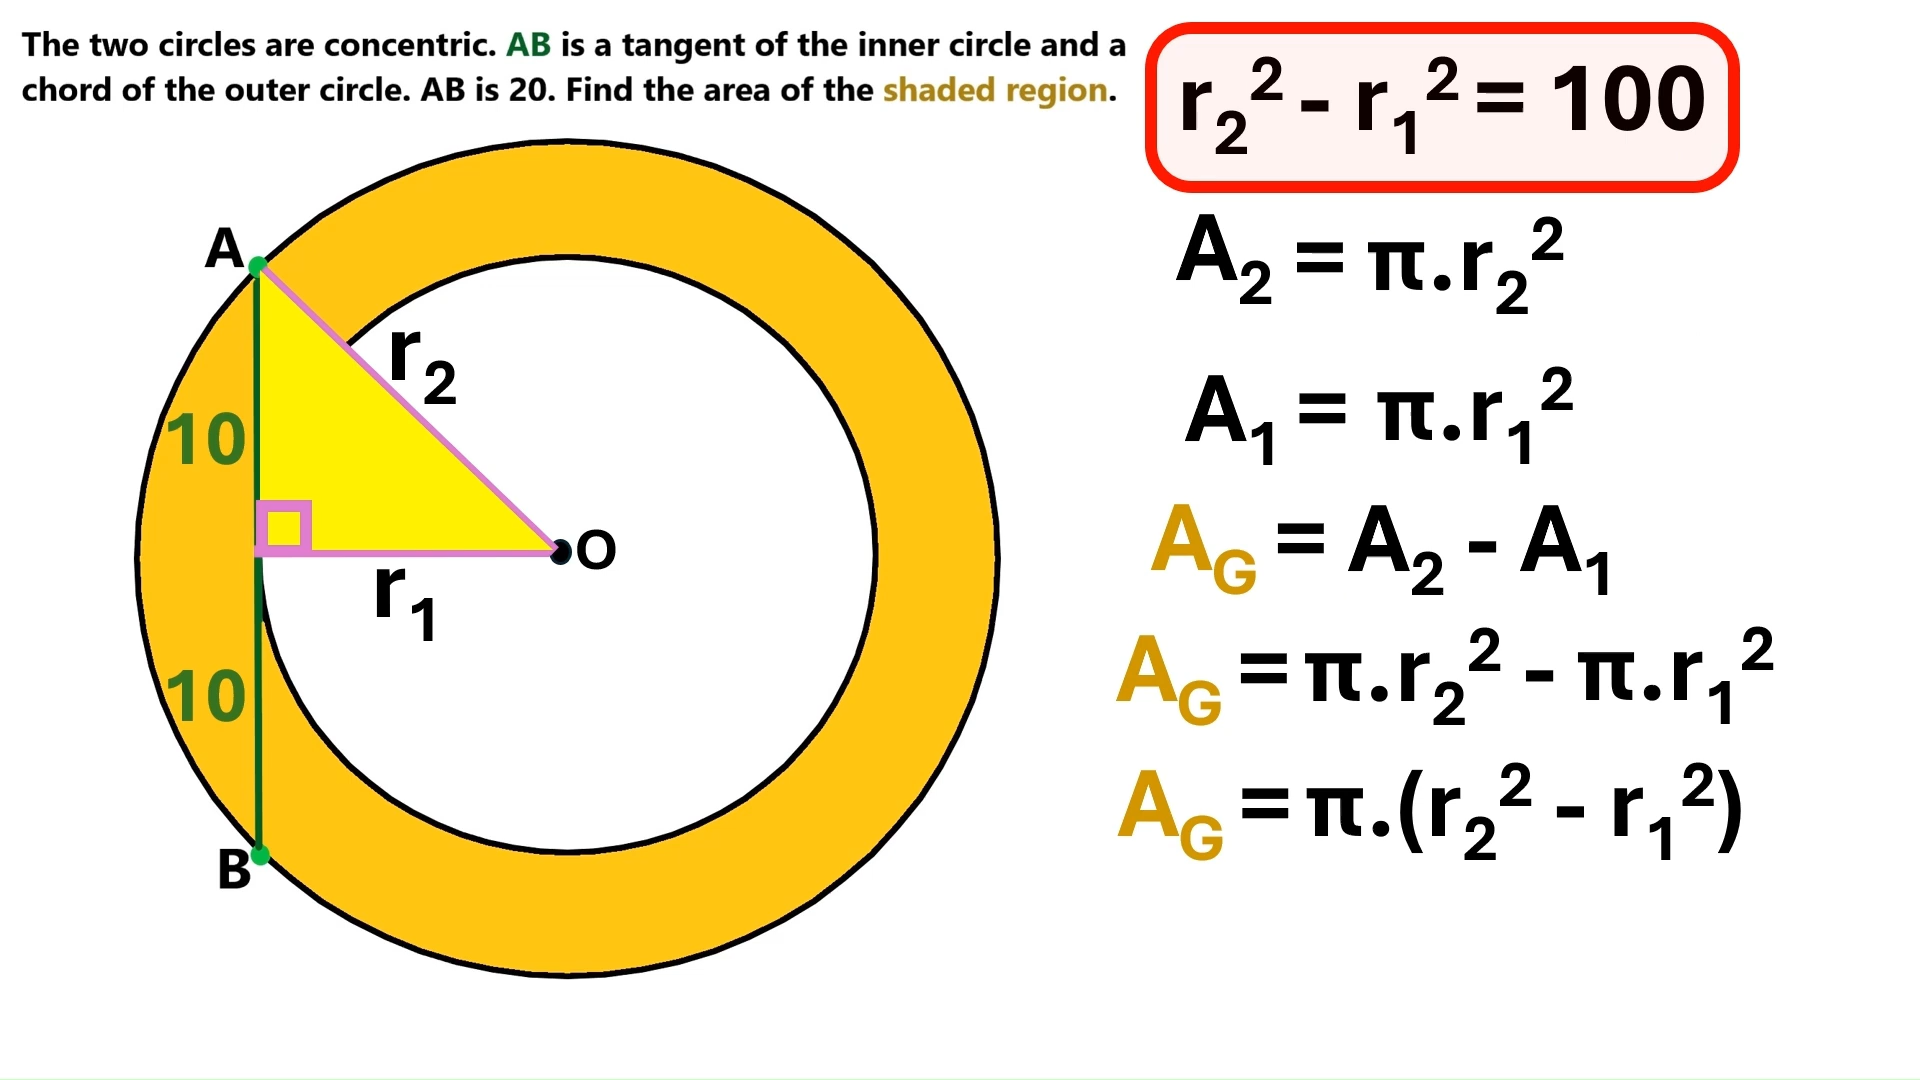 The two circles are concentric. AB is a tangent of the inner circle and a
chord of the outer circle. AB is 20. Find the area of the shaded region.
r₂² - r₁² = 100
A₂ = π.r₂²
A₁ = π.r₁²
A_G = A₂ - A₁
A_G = π.r₂² - π.r₁²
A_G = π.(r₂² - r₁²)
A
r₂
10
O
r₁
10
B